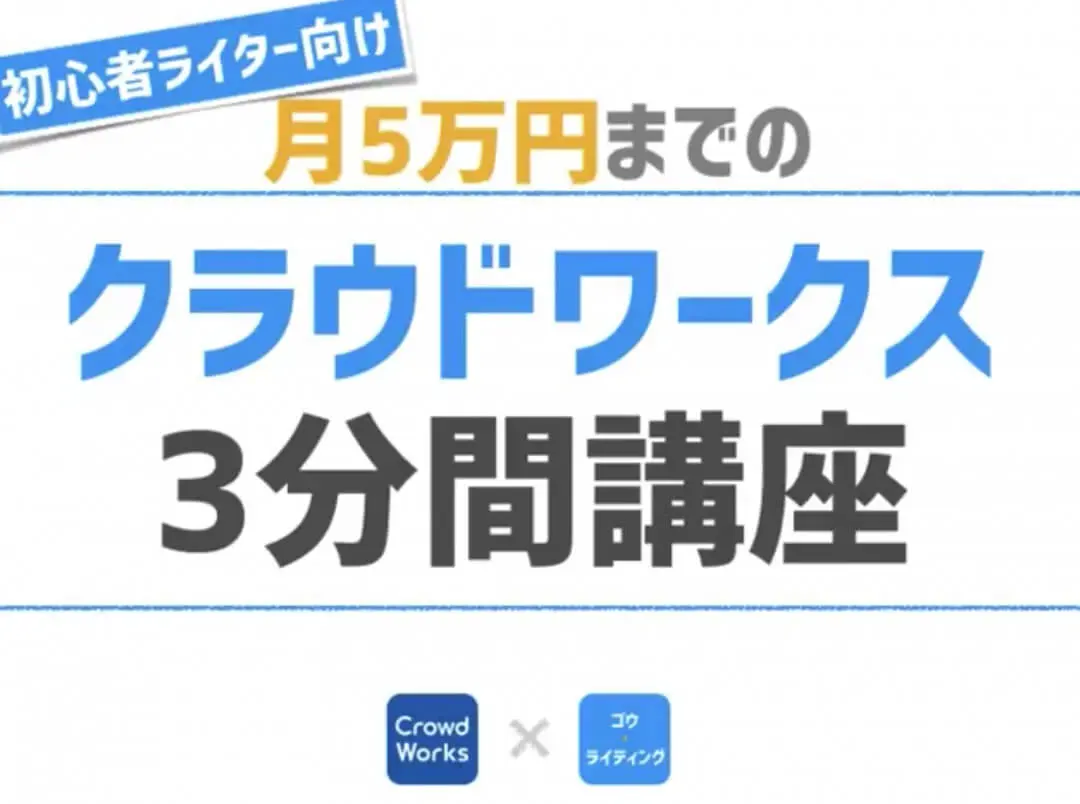 初心者ライター向け
月5万円までの
クラウドワークス
3分間講座
Crowd
Works
×
ゴウ
・
ライティング